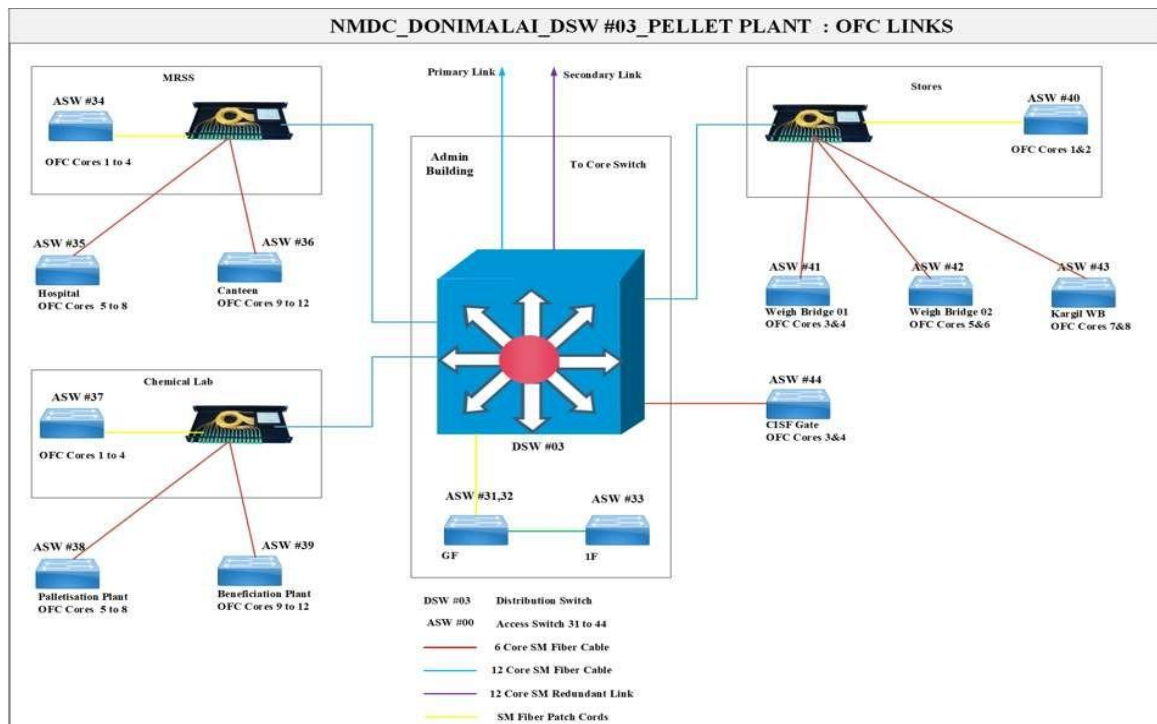 NMDC_DONIMALAI_DSW #03_PELLET PLANT : OFC LINKS
MRSS
ASW #34
OFC Cores 1 to 4
ASW #35
Hospital
OFC Cores 5 to 8
ASW #36
Canteen
OFC Cores 9 to 12
Chemical Lab
ASW #37
OFC Cores 1 to 4
ASW #38
Palletisation Plant
OFC Cores 5 to 8
ASW #39
Beneficiation Plant
OFC Cores 9 to 12
Primary Link
Secondary Link
Admin
Building
To Core Switch
DSW #03
ASW #31,32
GF
ASW #33
1F
Stores
ASW #40
OFC Cores 1&2
ASW #41
Weigh Bridge 01
OFC Cores 3&4
ASW #42
Weigh Bridge 02
OFC Cores 5&6
ASW #43
Kargil WB
OFC Cores 7&8
ASW #44
CISF Gate
OFC Cores 3&4
DSW #03 Distribution Switch
ASW #00 Access Switch 31 to 44
6 Core SM Fiber Cable
12 Core SM Fiber Cable
12 Core SM Redundant Link
SM Fiber Patch Cords